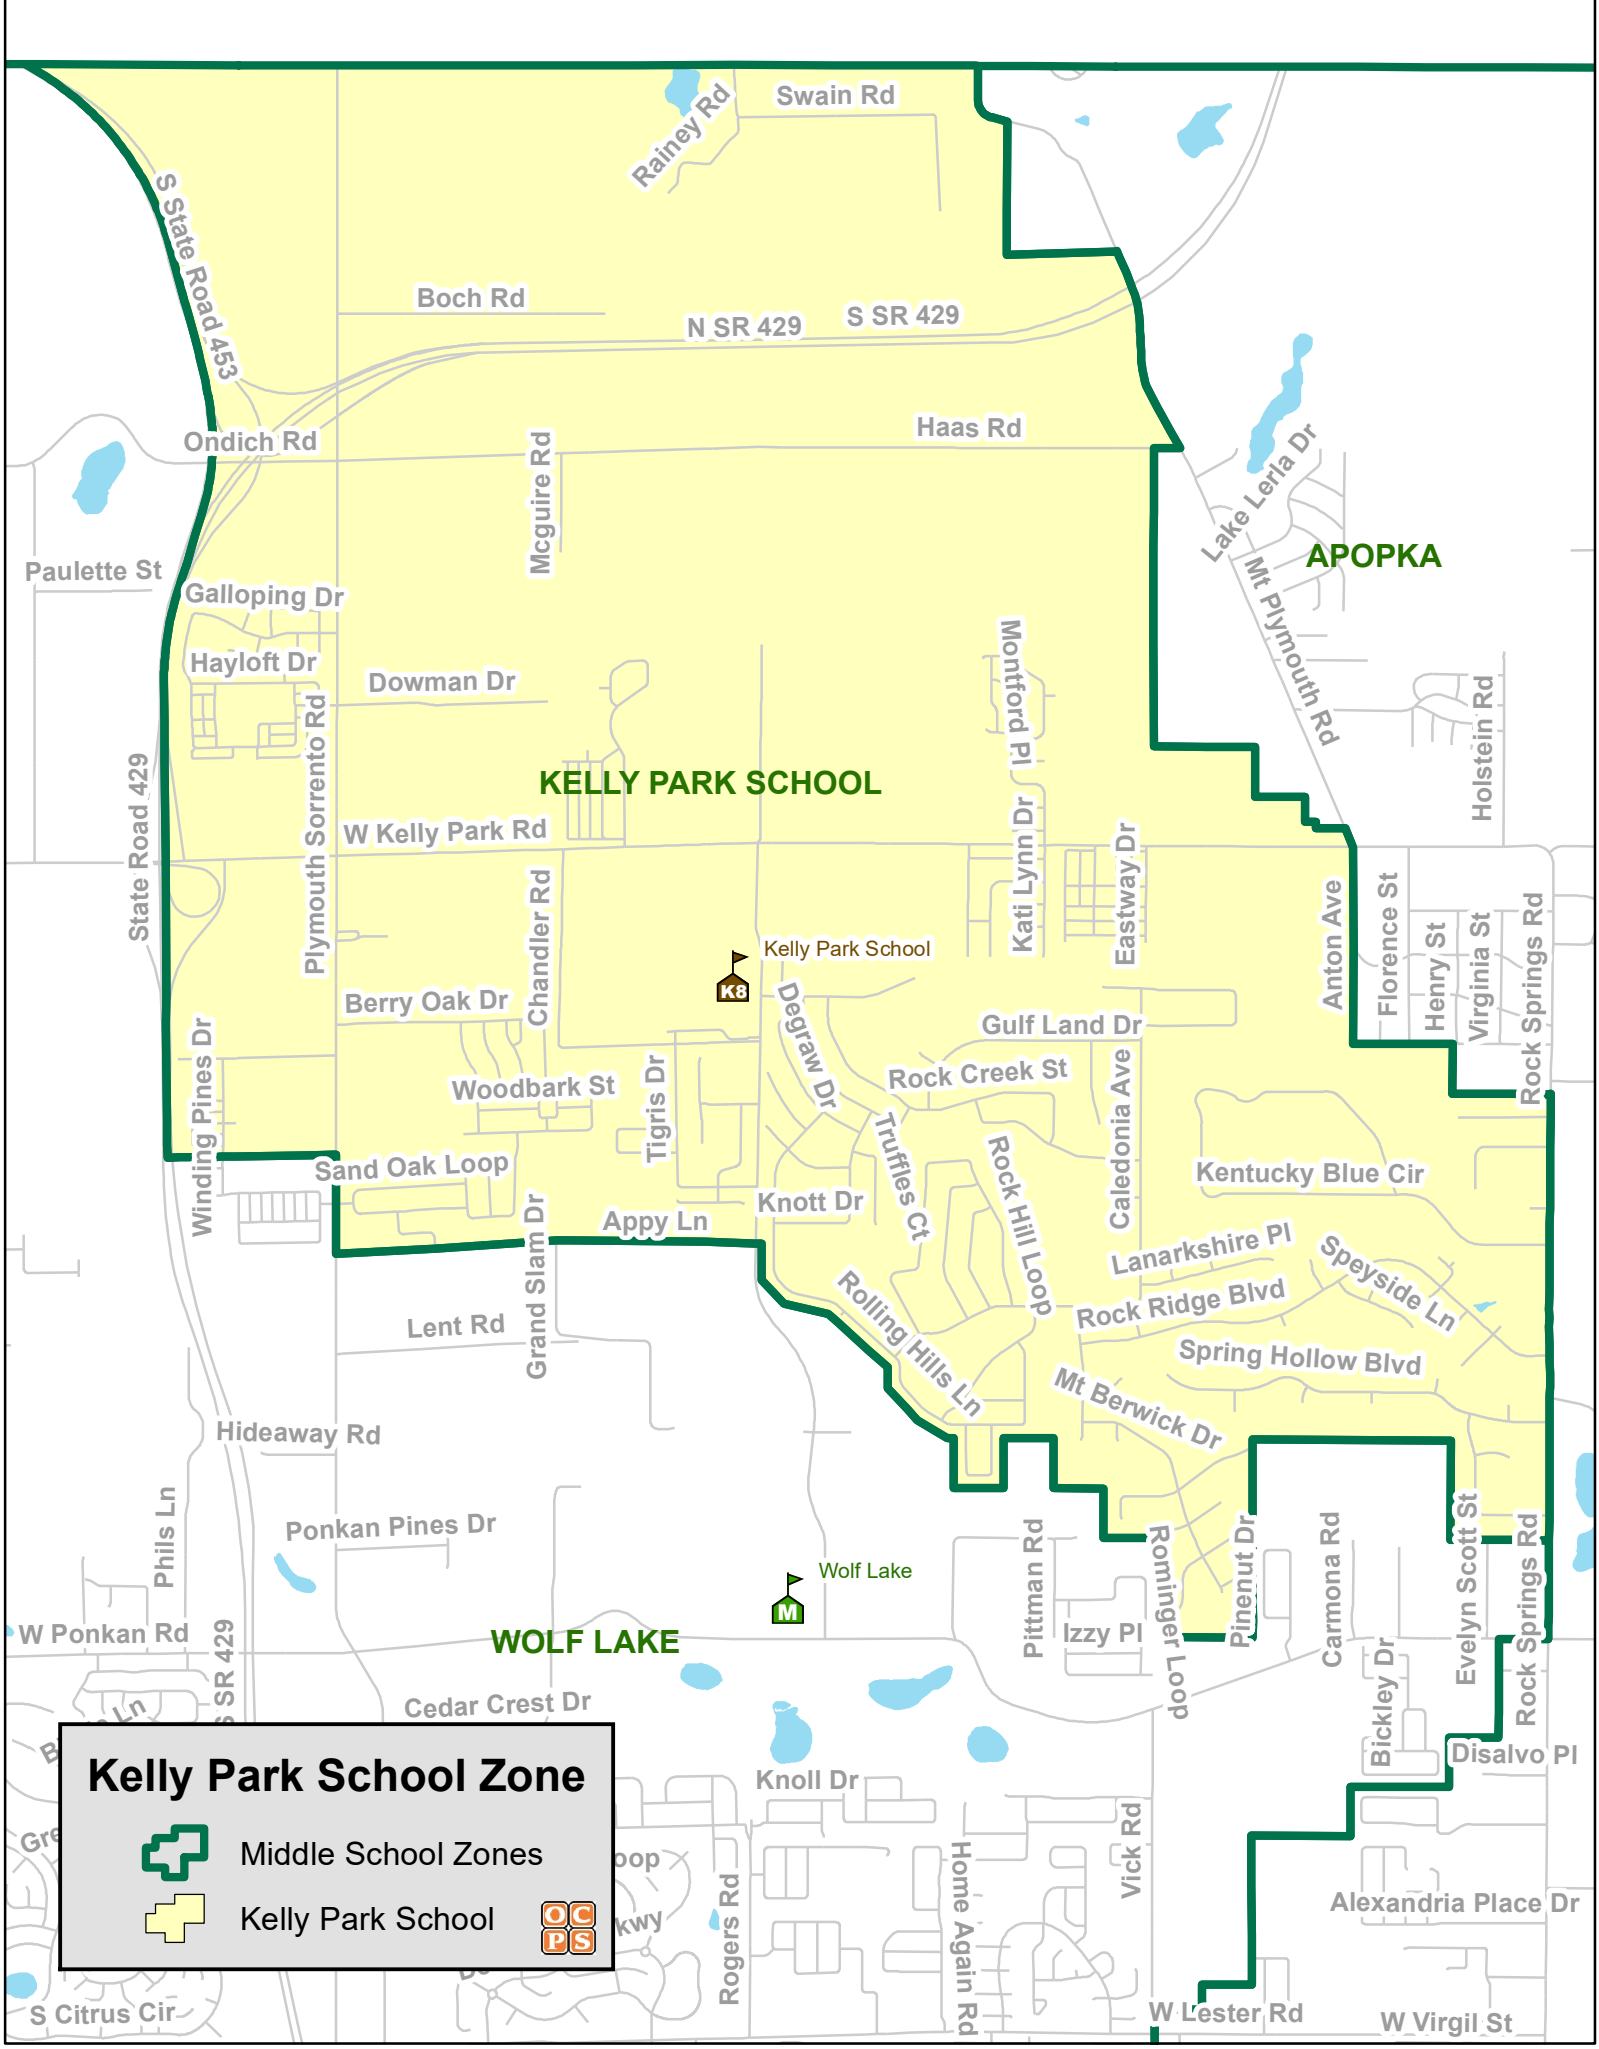 Swain Rd
Rainey Rd
S State Road 453
Boch Rd
N SR 429
S SR 429
Ondich Rd
Haas Rd
Mcguire Rd
Lake Lerla Dr
APOPKA
Paulette St
Galloping Dr
Mt Plymouth Rd
Hayloft Dr
Dowman Dr
Montford Pl
Holstein Rd
Plymouth Sorrento Rd
State Road 429
KELLY PARK SCHOOL
W Kelly Park Rd
Kati Lynn Dr
Eastway Dr
Chandler Rd
Anton Ave
Florence St
Henry St
Virginia St
Rock Springs Rd
Kelly Park School
K8
Berry Oak Dr
Degraw Dr
Gulf Land Dr
Winding Pines Dr
Woodbark St
Tigris Dr
Rock Creek St
Caledonia Ave
Truffles Ct
Rock Hill Loop
Sand Oak Loop
Kentucky Blue Cir
Knott Dr
Appy Ln
Grand Slam Dr
Lanarkshire Pl
Speyside Ln
Rolling Hills Ln
Rock Ridge Blvd
Lent Rd
Spring Hollow Blvd
Mt Berwick Dr
Hideaway Rd
Phils Ln
Ponkan Pines Dr
Pittman Rd
Rominger Loop
Pinenut Dr
Carmona Rd
Evelyn Scott St
Rock Springs Rd
Wolf Lake
M
W Ponkan Rd
WOLF LAKE
Izzy Pl
S SR 429
Bickley Dr
Cedar Crest Dr
Ln
Disalvo Pl
Knoll Dr
Vick Rd
Kelly Park School Zone
Middle School Zones
Kelly Park School
OC
PS
Gre
oop
kwy
Rogers Rd
Home Again Rd
Alexandria Place Dr
S Citrus Cir
W Lester Rd
W Virgil St